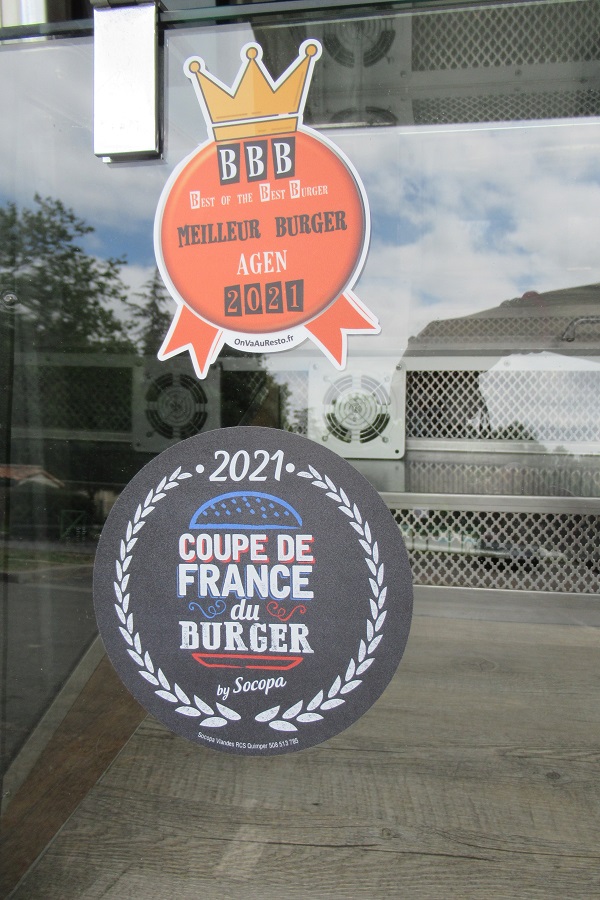 BBB
Best of the Best Burger
MEILLEUR BURGER
AGEN
2021
OnVaAuResto.fr
•2021•
COUPE DE
FRANCE
du
BURGER
by Socopa
Socopa Viandes RCS Quimper 508 513 785